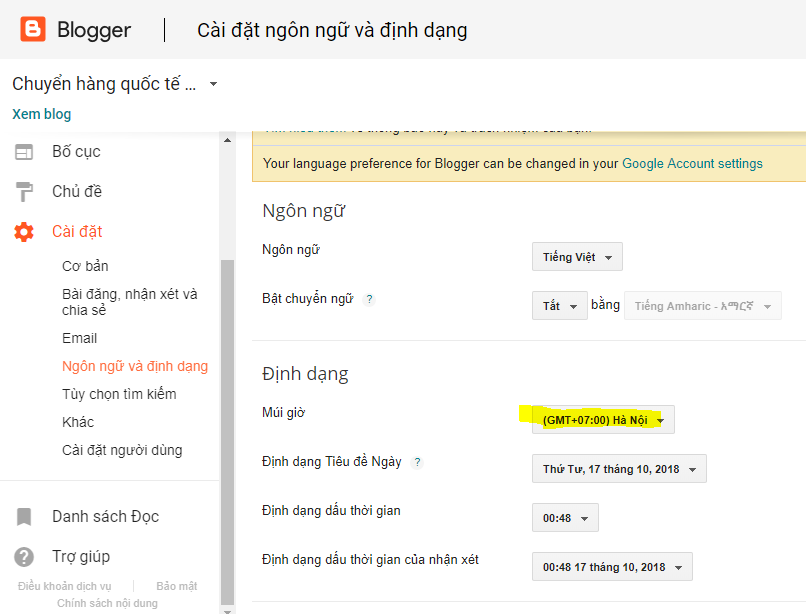 Blogger
Cài đặt ngôn ngữ và định dạng
Chuyển hàng quốc tế ...
Xem blog
Bố cục
Chủ đề
Cài đặt
Cơ bản
Bài đăng, nhận xét và
chia sẻ
Email
Ngôn ngữ và định dạng
Tùy chọn tìm kiếm
Khác
Cài đặt người dùng
Danh sách Đọc
Trợ giúp
Điều khoản dịch vụ
Bảo mật
Chính sách nội dung
Your language preference for Blogger can be changed in your Google Account settings
Ngôn ngữ
Ngôn ngữ
Tiếng Việt
Bật chuyển ngữ ?
Tắt bằng Tiếng Amharic - አማርኛ
Định dạng
Múi giờ
(GMT+07:00) Hà Nội
Định dạng Tiêu đề Ngày ?
Thứ Tư, 17 tháng 10, 2018
Định dạng dấu thời gian
00:48
Định dạng dấu thời gian của nhận xét
00:48 17 tháng 10, 2018